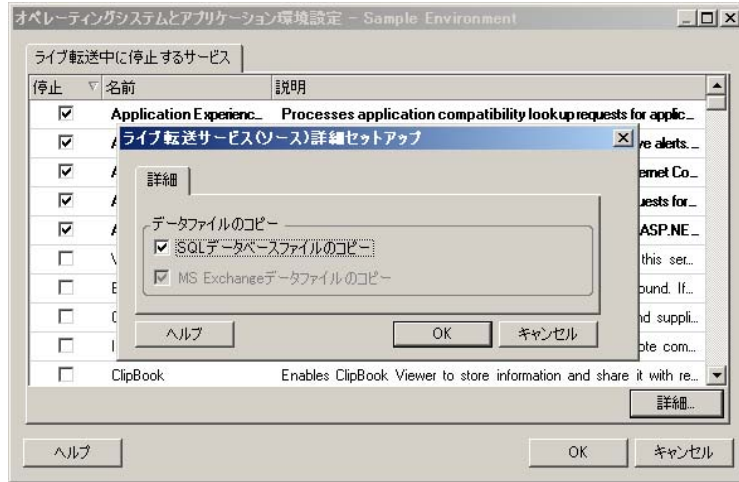 オペレーティングシステムとアプリケーション環境設定 – Sample Environment
ライブ転送中に停止するサービス
停止 名前 説明
Application Experienc... Processes application compatibility lookup requests for applic...
ve alerts. ...
ernet Co...
uests for...
ASP.NE...
this ser...
ound. If...
nd suppli...
ote com...
ClipBook Enables ClipBook Viewer to store information and share it with re...
詳細...
ヘルプ OK キャンセル
ライブ転送サービス(ソース)詳細セットアップ
詳細
データファイルのコピー
SQLデータベースファイルのコピー
MS Exchangeデータファイルのコピー
ヘルプ OK キャンセル